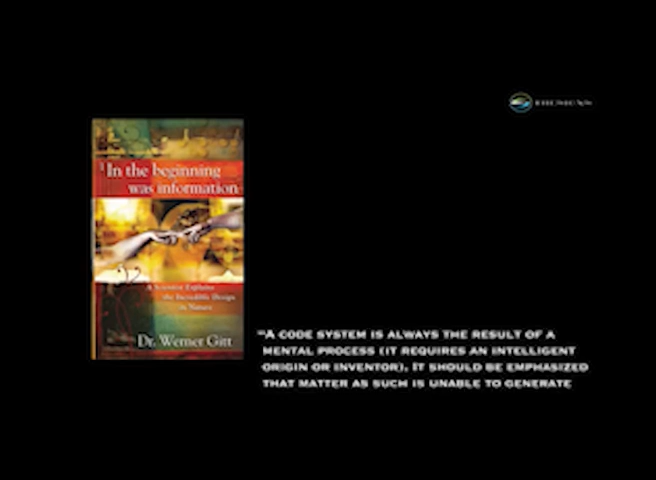 In the beginning
was information
A Scientist Explains
the Incredible Design
in Nature
Dr. Werner Gitt
"A CODE SYSTEM IS ALWAYS THE RESULT OF A
MENTAL PROCESS (IT REQUIRES AN INTELLIGENT
ORIGIN OR INVENTOR). IT SHOULD BE EMPHASIZED
THAT MATTER AS SUCH IS UNABLE TO GENERATE